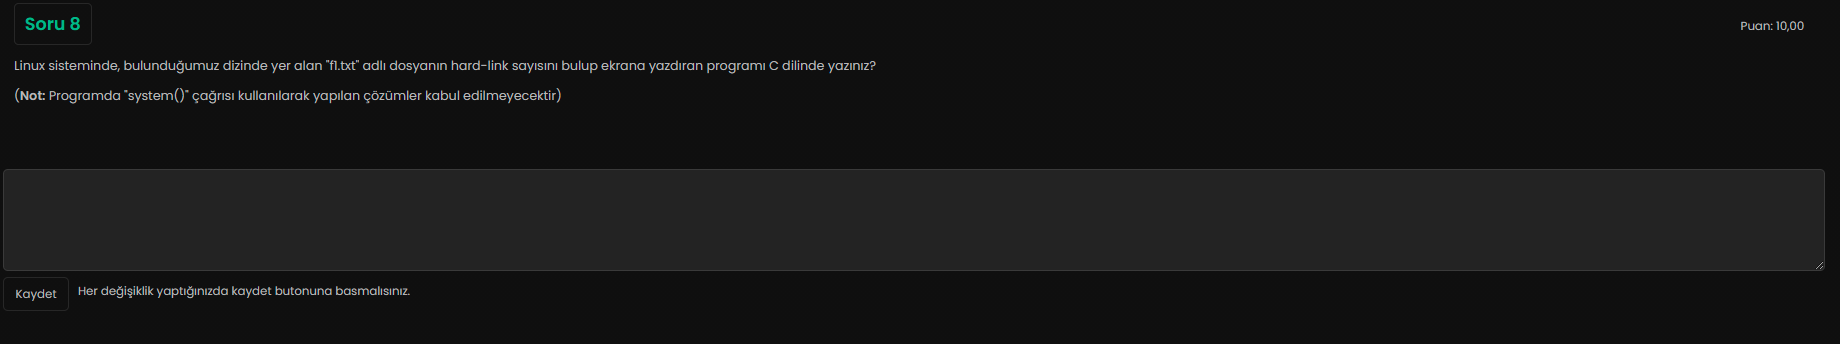 Soru 8
Puan: 10,00
Linux sisteminde, bulunduğumuz dizinde yer alan "f1.txt" adlı dosyanın hard-link sayısını bulup ekrana yazdıran programı C dilinde yazınız?
(Not: Programda "system()" çağrısı kullanılarak yapılan çözümler kabul edilmeyecektir)
Kaydet
Her değişiklik yaptığınızda kaydet butonuna basmalısınız.